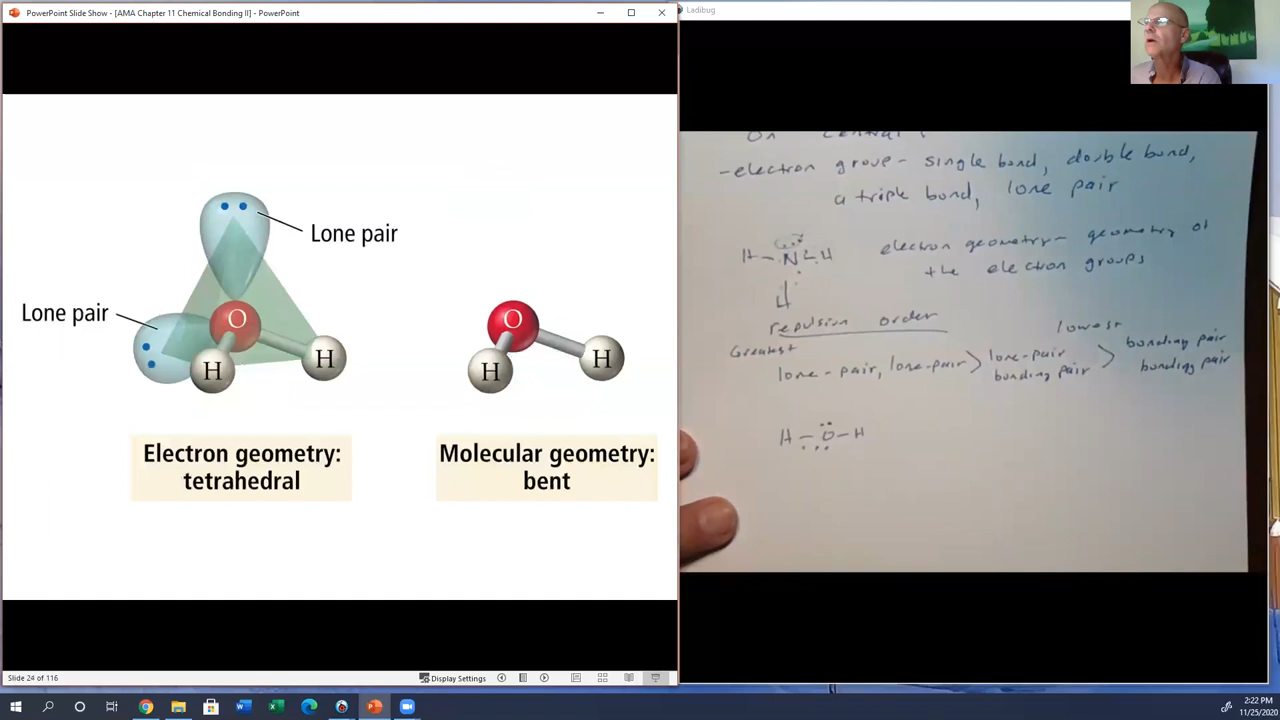 PowerPoint Slide Show - [AMA Chapter 11 Chemical Bonding II] - PowerPoint
Lone pair
Lone pair
O
H
H
O
H
H
Electron geometry:
tetrahedral
Molecular geometry:
bent
Slide 24 of 116
Display Settings
Ladibug
on central
- electron group - single bond, double bond,
a triple bond, lone pair
H - N - H
H
electron geometry - geometry of
the electron groups
repulsion order
Greatest
lowest
lone - pair, lone-pair > lone-pair > bonding pair
bonding pair bonding pair
H - O - H
2:22 PM
11/25/2020